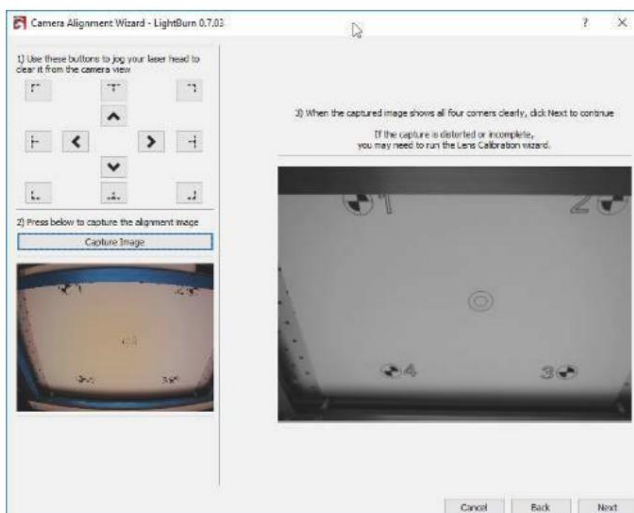 Camera Alignment Wizard - LightBurn 0.7.03
1) Use these buttons to jog your laser head to
clear it from the camera view
2) Press below to capture the alignment image
Capture Image
3) When the captured image shows all four corners clearly, click Next to continue
If the capture is distorted or incomplete,
you may need to run the Lens Calibration wizard.
1 2
4 3
Cancel Back Next